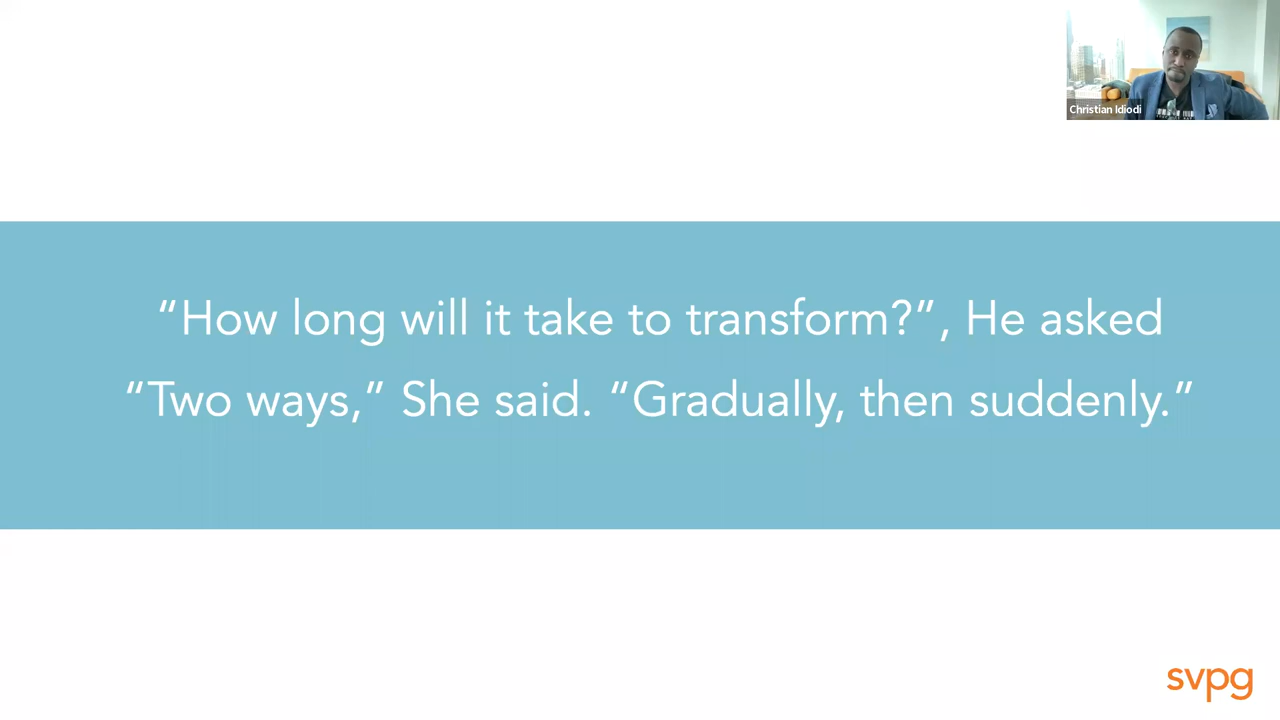 Christian Idiodi
“How long will it take to transform?”, He asked
“Two ways,” She said. “Gradually, then suddenly.”
svpg